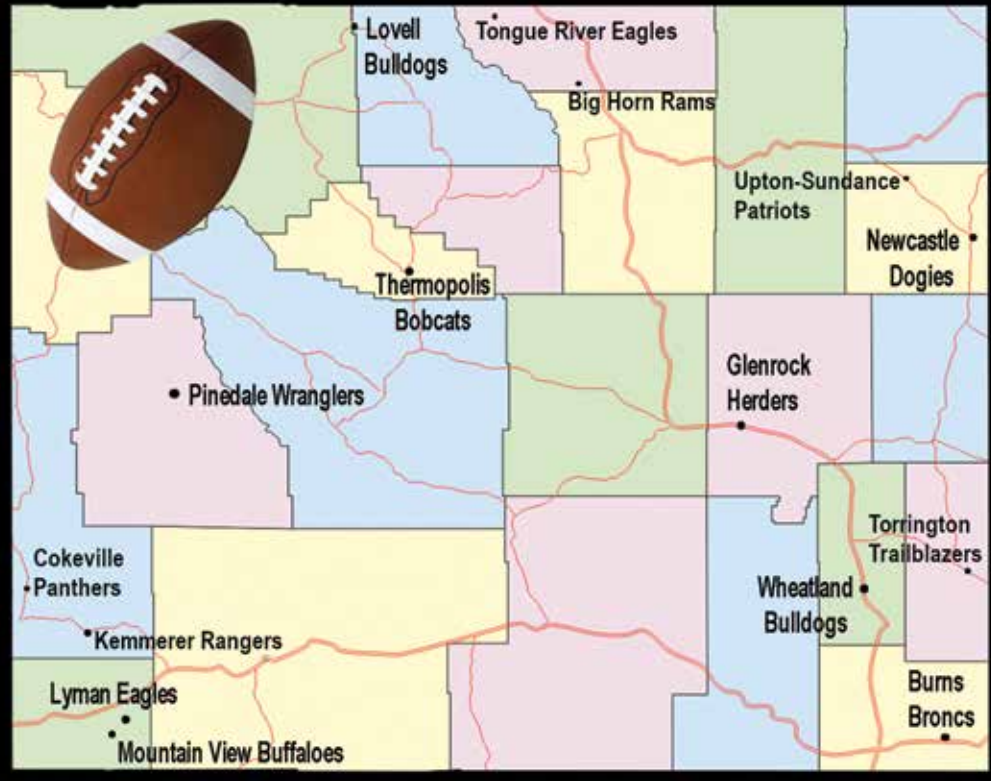 Lovell
Bulldogs
Tongue River Eagles
Big Horn Rams
Upton-Sundance
Patriots
Newcastle
Dogies
Thermopolis
Bobcats
Pinedale Wranglers
Glenrock
Herders
Torrington
Trailblazers
Cokeville
Panthers
Wheatland
Bulldogs
Kemmerer Rangers
Lyman Eagles
Mountain View Buffaloes
Burns
Broncs